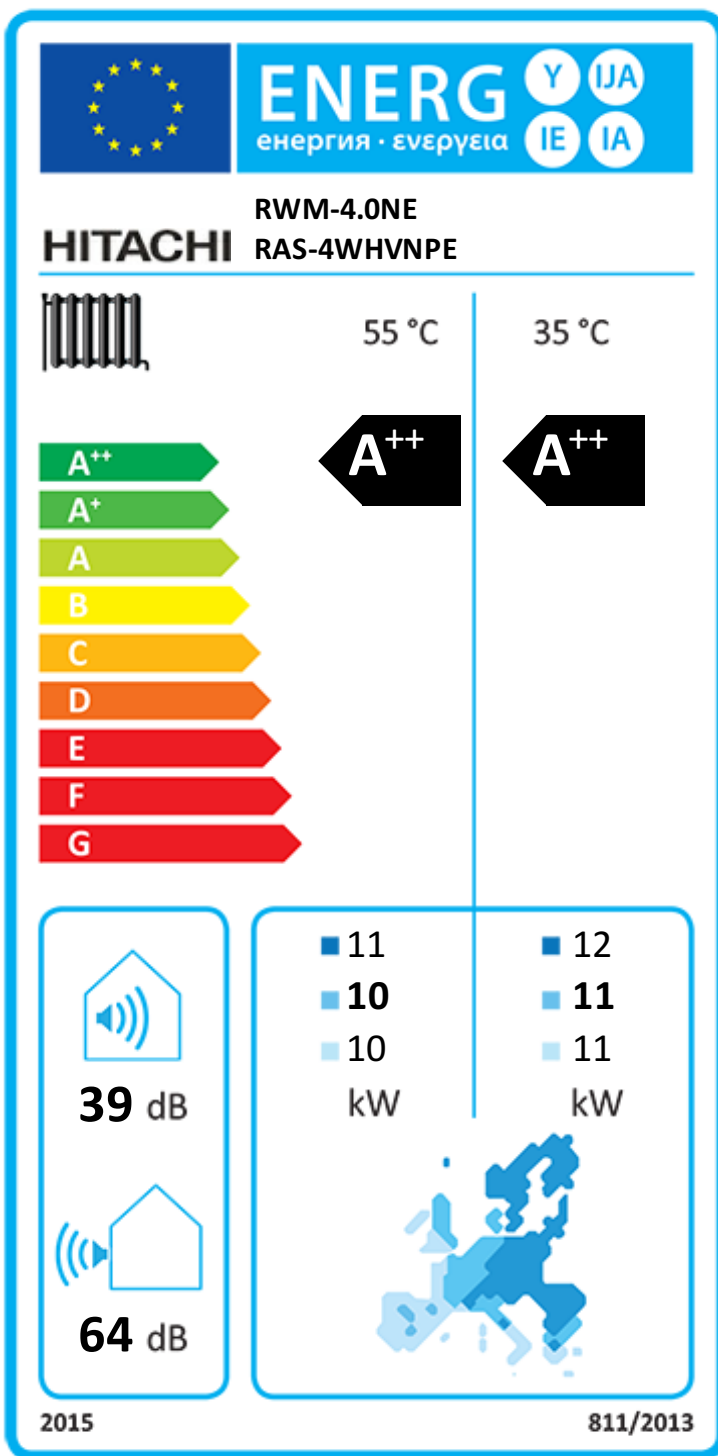 ENERG Y IJA
енергия · ενεργεια IE IA
HITACHI
RWM-4.0NE
RAS-4WHVNPE
55 °C
35 °C
A++
A+
A
B
C
D
E
F
G
A++
A++
39 dB
64 dB
11
10
10
kW
12
11
11
kW
2015
811/2013